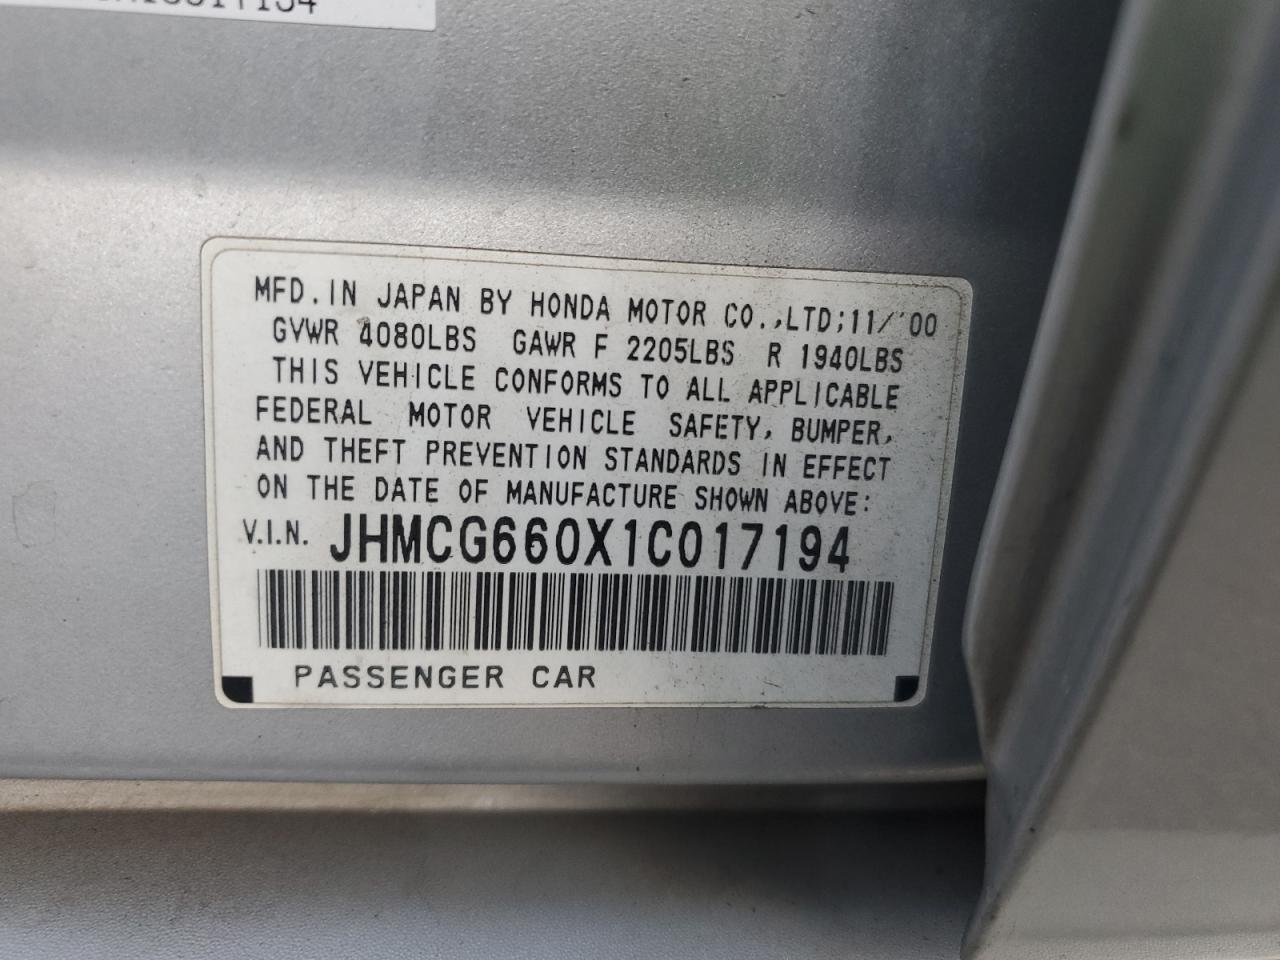 MFD. IN JAPAN BY HONDA MOTOR CO.,LTD;11/'00
GVWR 4080LBS GAWR F 2205LBS R 1940LBS
THIS VEHICLE CONFORMS TO ALL APPLICABLE
FEDERAL MOTOR VEHICLE SAFETY, BUMPER,
AND THEFT PREVENTION STANDARDS IN EFFECT
ON THE DATE OF MANUFACTURE SHOWN ABOVE:
V.I.N. JHMCG660X1C017194
PASSENGER CAR